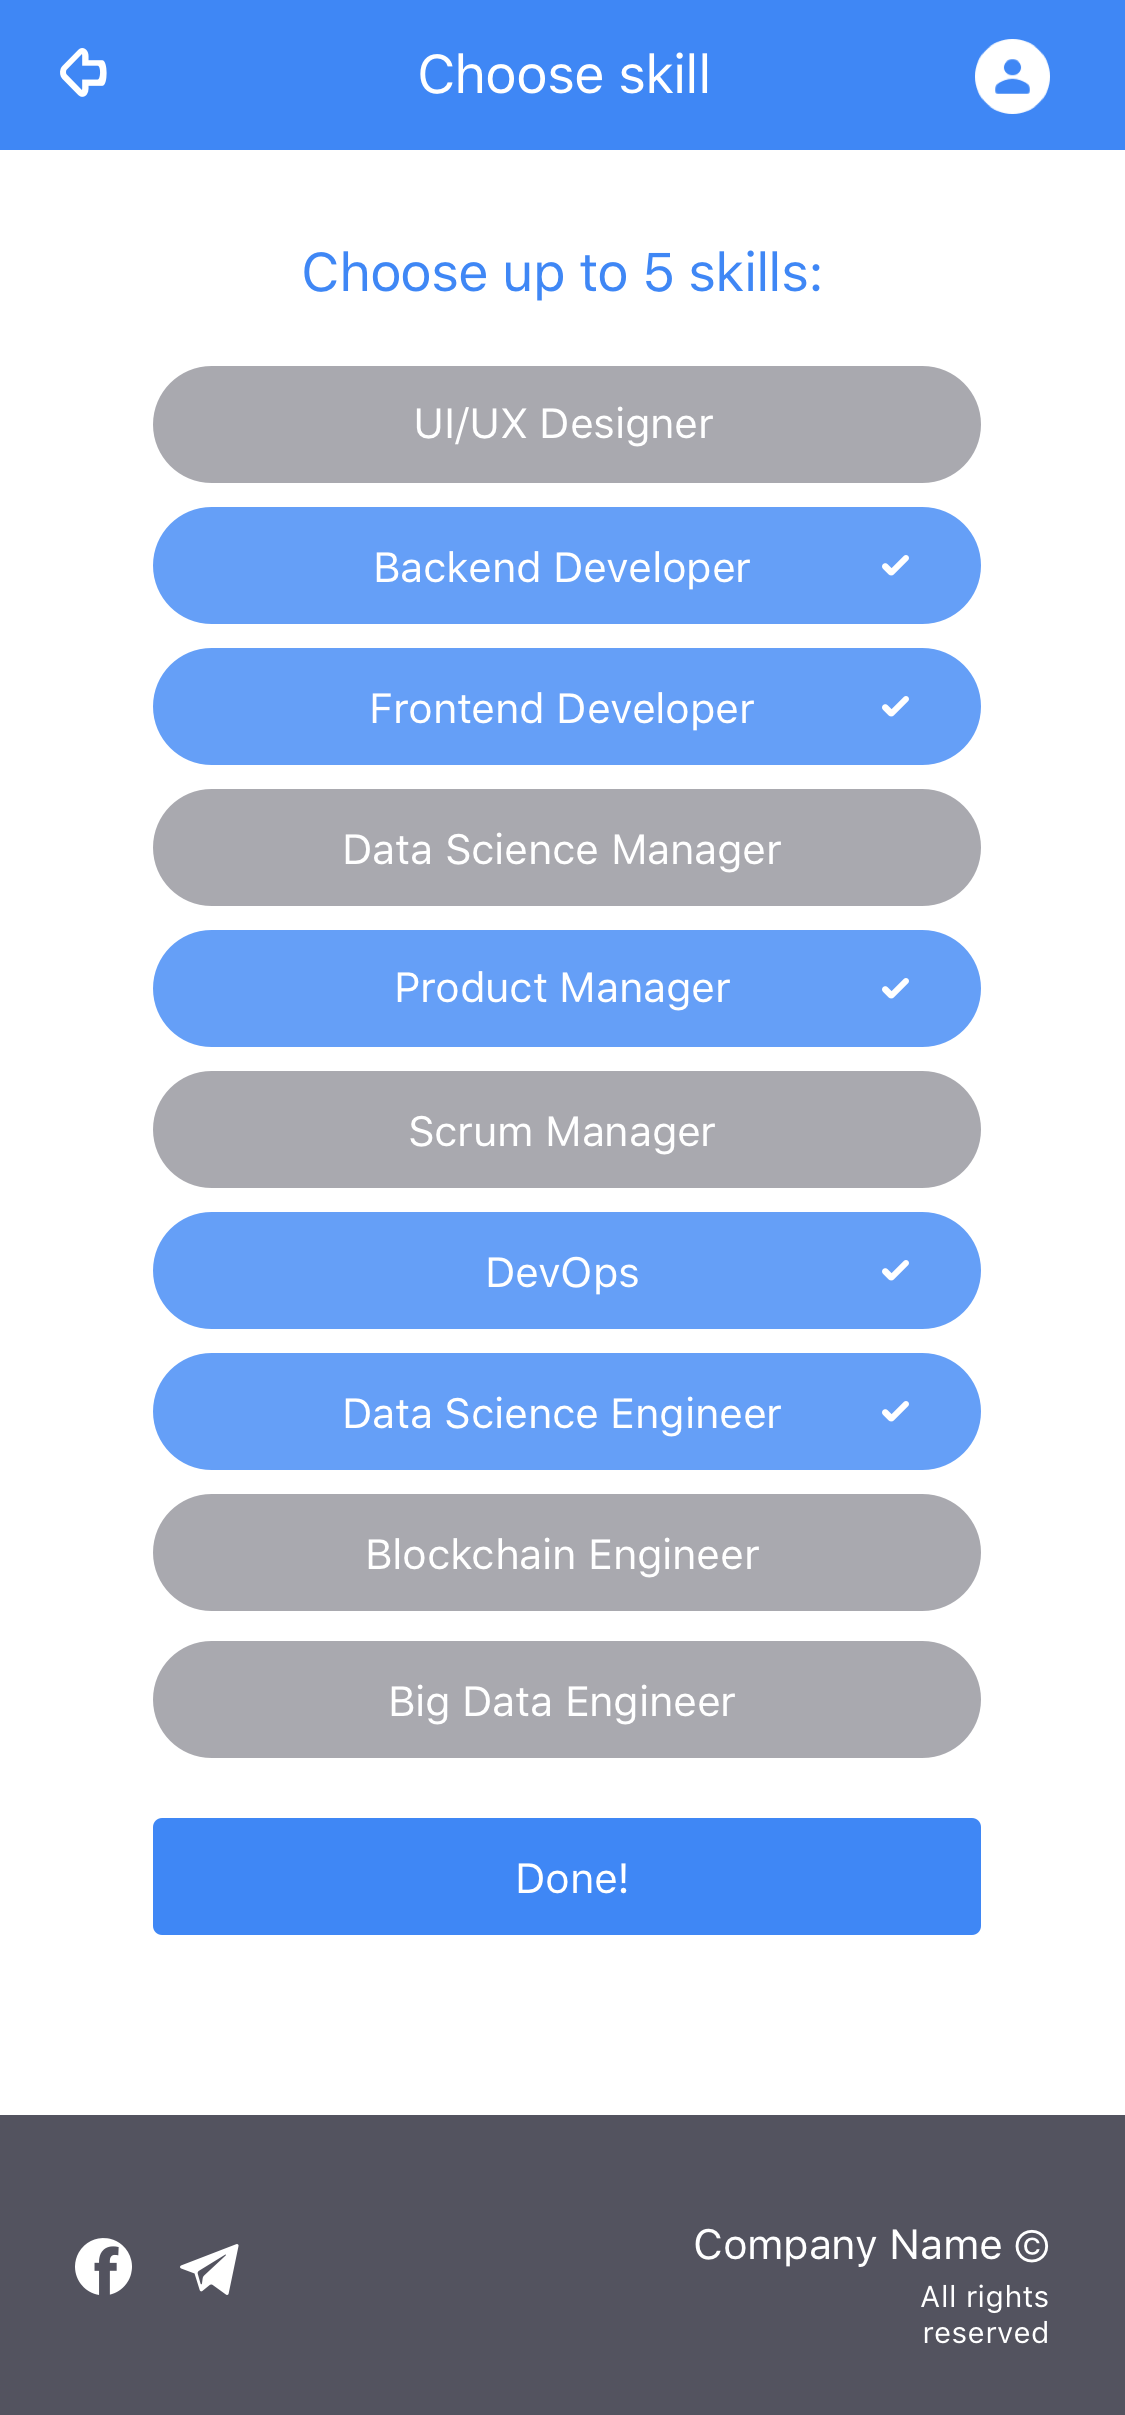 Choose skill
Choose up to 5 skills:
UI/UX Designer
Backend Developer
Frontend Developer
Data Science Manager
Product Manager
Scrum Manager
DevOps
Data Science Engineer
Blockchain Engineer
Big Data Engineer
Done!
Company Name ©
All rights
reserved